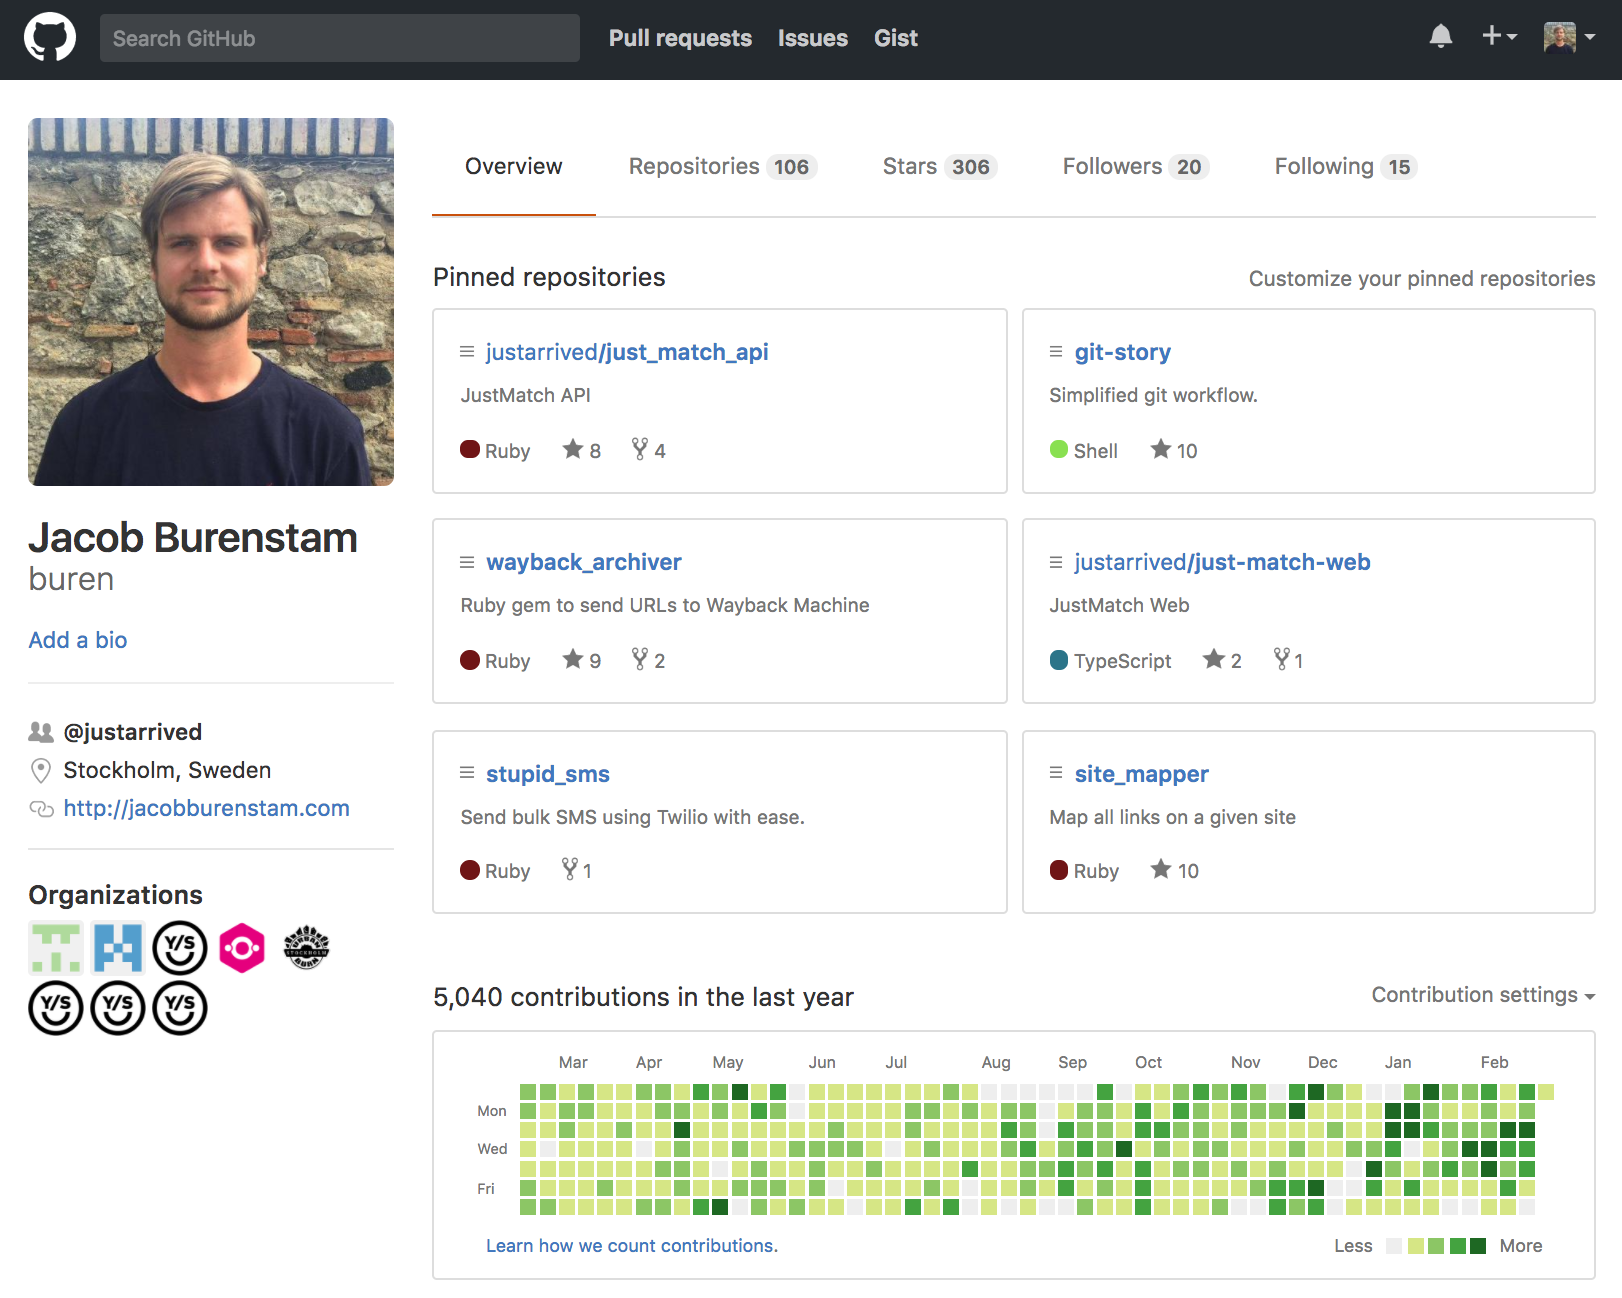 Search GitHub Pull requests Issues Gist
Overview Repositories 106 Stars 306 Followers 20 Following 15
Jacob Burenstam
buren
Add a bio
@justarrived
Stockholm, Sweden
http://jacobburenstam.com
Organizations
Y/S
URBAN
STOCKHOLM
BURN
Y/S Y/S Y/S
Pinned repositories Customize your pinned repositories
justarrived/just_match_api
JustMatch API
Ruby 8 4
git-story
Simplified git workflow.
Shell 10
wayback_archiver
Ruby gem to send URLs to Wayback Machine
Ruby 9 2
justarrived/just-match-web
JustMatch Web
TypeScript 2 1
stupid_sms
Send bulk SMS using Twilio with ease.
Ruby 1
site_mapper
Map all links on a given site
Ruby 10
5,040 contributions in the last year Contribution settings
Mar Apr May Jun Jul Aug Sep Oct Nov Dec Jan Feb
Mon
Wed
Fri
Learn how we count contributions. Less More